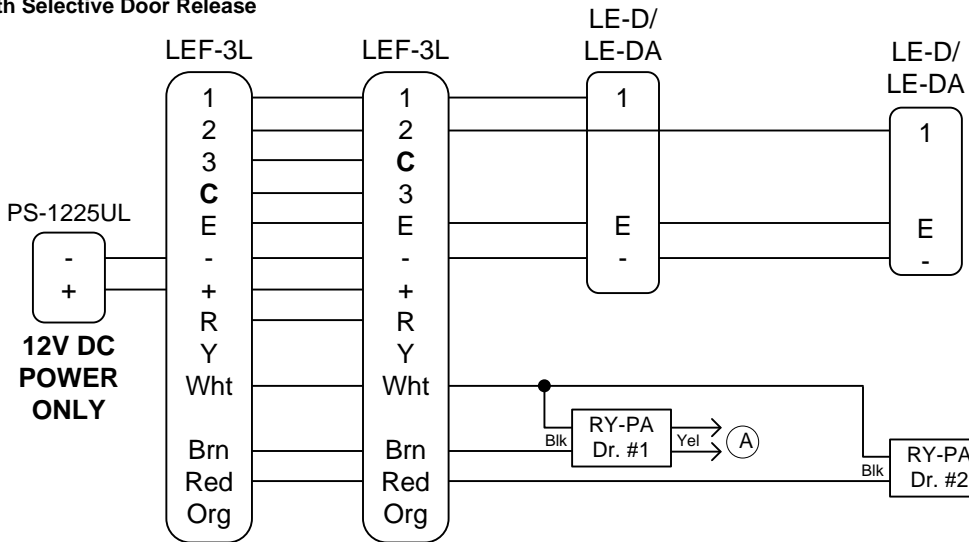 th Selective Door Release
LE-D/
LE-DA
LEF-3L
LEF-3L
LE-D/
LE-DA
1
2
3
C
E
-
+
R
Y
Wht
Brn
Red
Org
1
2
C
3
E
-
+
R
Y
Wht
Brn
Red
Org
1
E
-
1
E
-
PS-1225UL
-
+
12V DC
POWER
ONLY
Blk
RY-PA
Dr. #1
Yel
A
Blk
RY-PA
Dr. #2